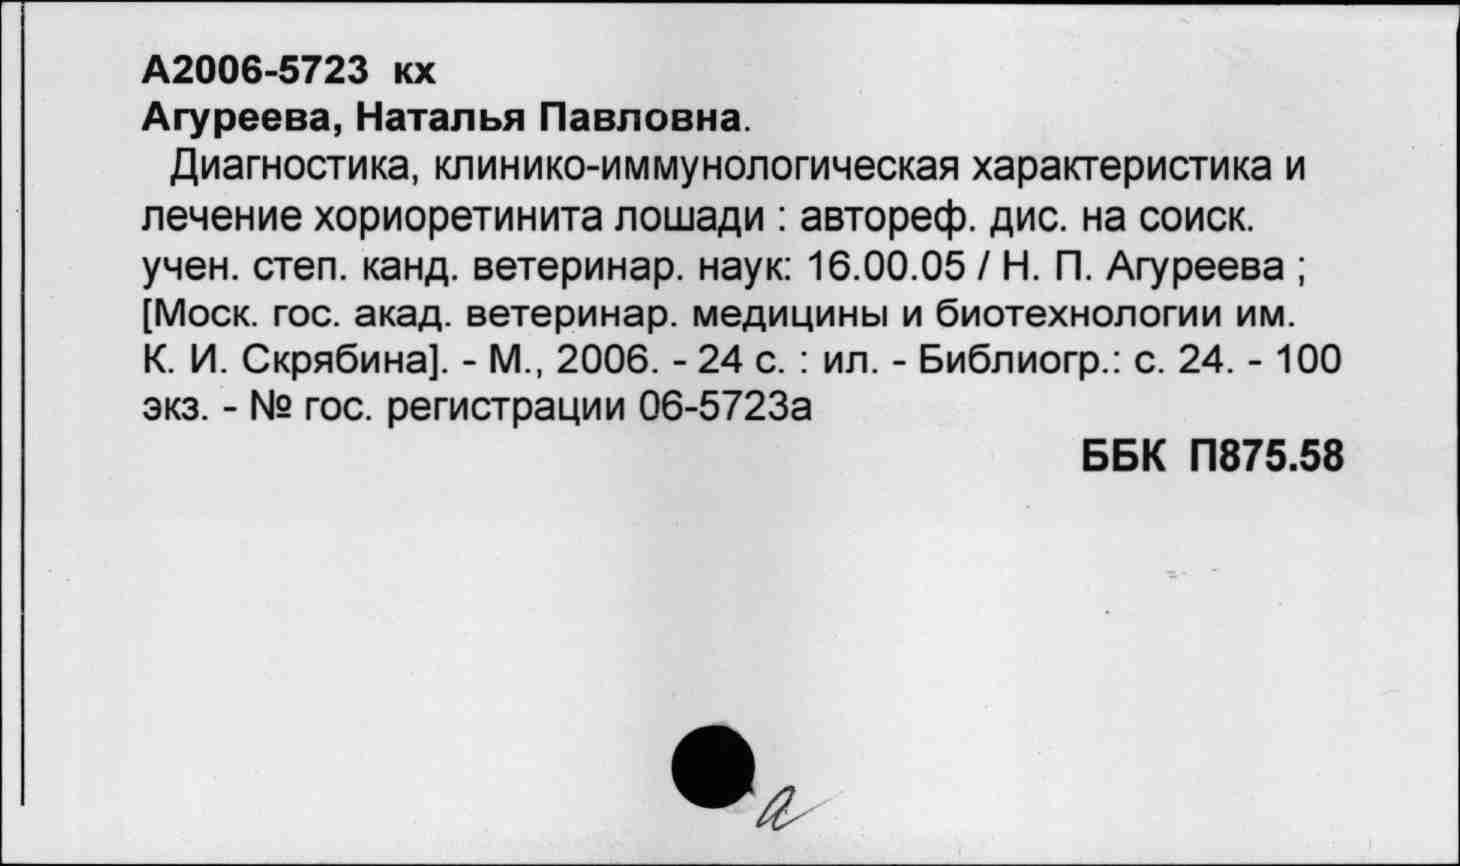 А2006-5723 кх
Агуреева, Наталья Павловна.
Диагностика, клинико-иммунологическая характеристика и
лечение хориоретинита лошади : автореф. дис. на соиск.
учен. степ. канд. ветеринар. наук: 16.00.05 / Н. П. Агуреева ;
[Моск. гос. акад. ветеринар. медицины и биотехнологии им.
К. И. Скрябина]. - М., 2006. - 24 с. : ил. - Библиогр.: с. 24. - 100
экз. - № гос. регистрации 06-5723а
ББК П875.58
а